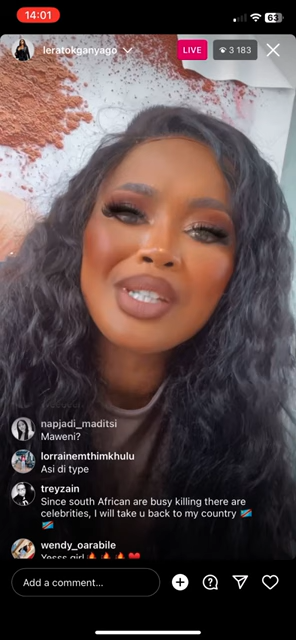 14:01
63
leratokganyago
LIVE
3 183
napjadi_maditsi
Maweni?
lorrainemthimkhulu
Asi di type
treyzain
Since south African are busy killing there are
celebrities, I will take u back to my country 🇨🇩
🇨🇩
wendy_oarabile
Yesss girl🔥🔥🔥❤️
Add a comment...